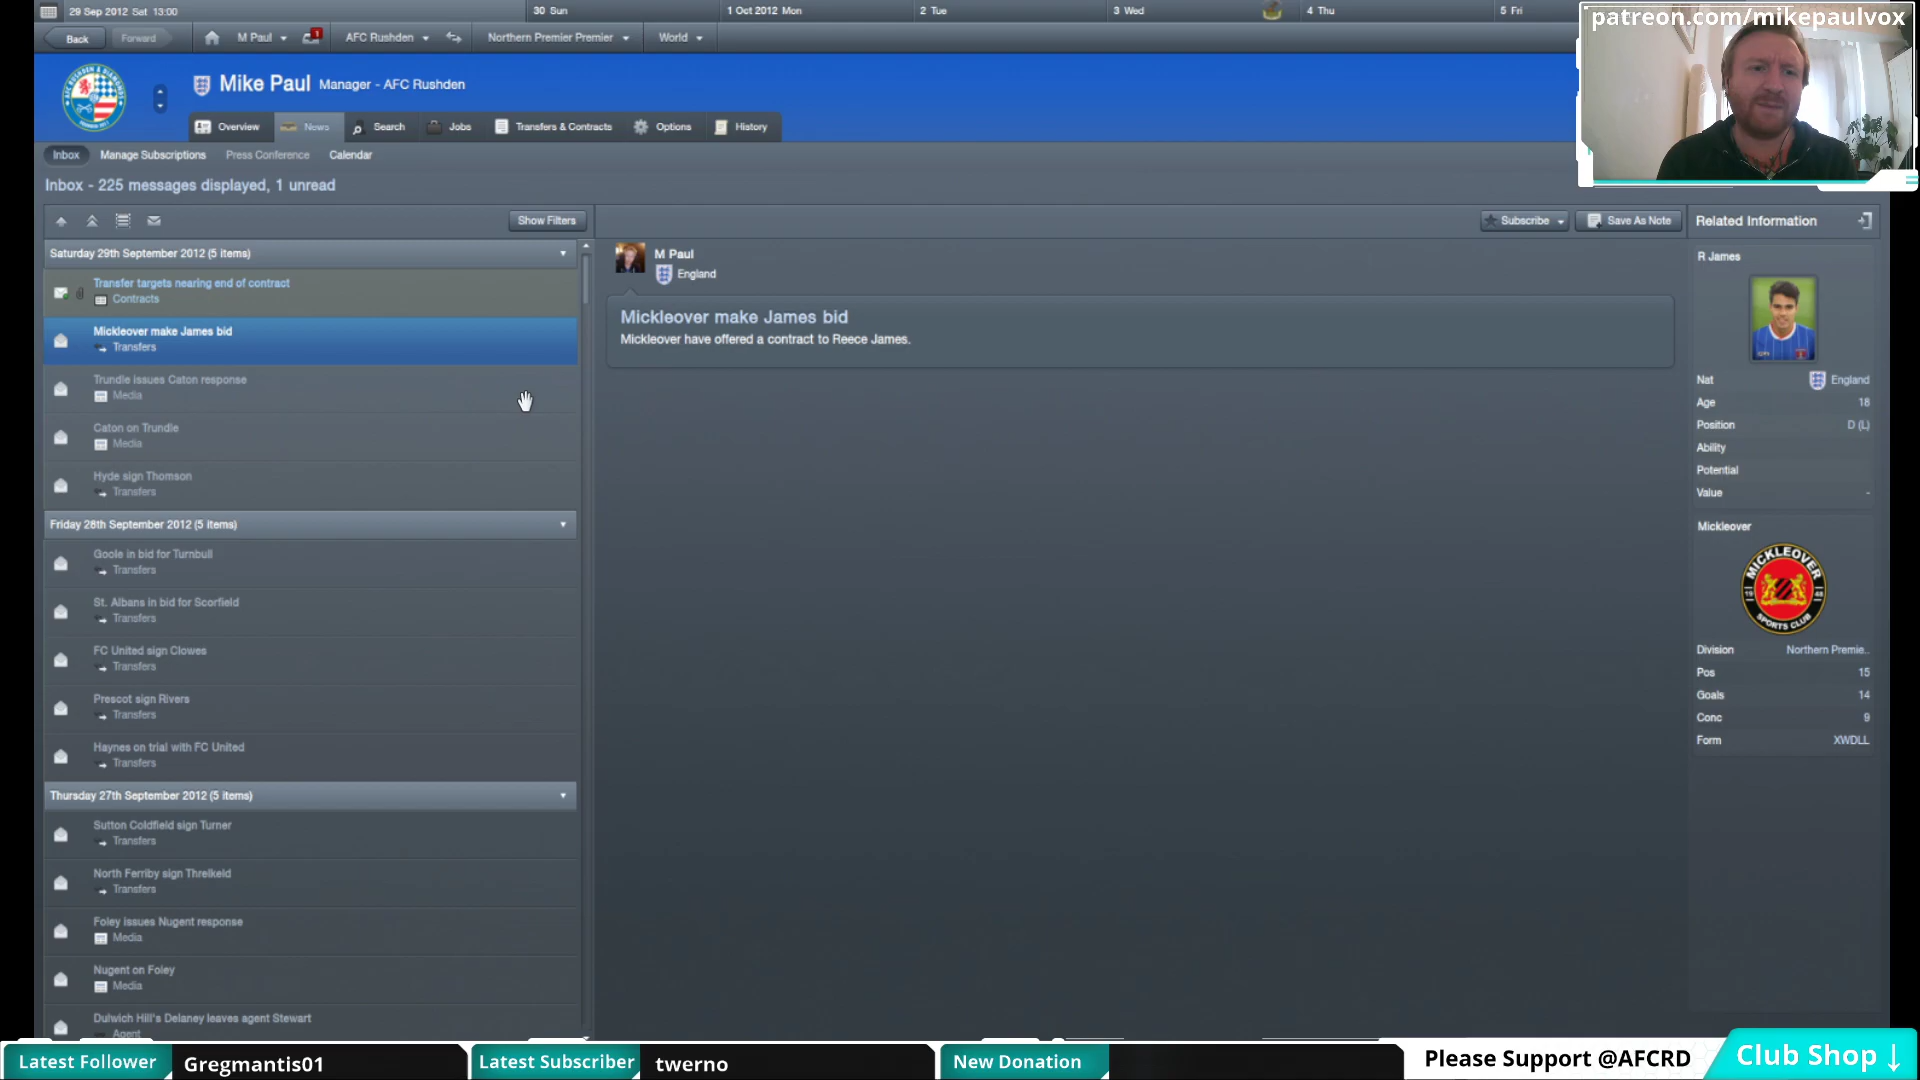 29 Sep 2012 Sat 13:00
30 Sun
1 Oct 2012 Mon
2 Tue
3 Wed
4 Thu
5 Fri
patreon.com/mikepaulvox
Back
Forward
M Paul
1
AFC Rushden
Northern Premier Premier
World
Mike Paul Manager - AFC Rushden
Overview
News
Search
Jobs
Transfers & Contracts
Options
History
Inbox
Manage Subscriptions
Press Conference
Calendar
Inbox - 225 messages displayed, 1 unread
Show Filters
Subscribe
Save As Note
Related Information
Saturday 29th September 2012 (5 items)
Transfer targets nearing end of contract
Contracts
Mickleover make James bid
Transfers
Trundle issues Caton response
Media
Caton on Trundle
Media
Hyde sign Thomson
Transfers
Friday 28th September 2012 (5 items)
Goole in bid for Turnbull
Transfers
St. Albans in bid for Scorfield
Transfers
FC United sign Clowes
Transfers
Prescot sign Rivers
Transfers
Haynes on trial with FC United
Transfers
Thursday 27th September 2012 (5 items)
Sutton Coldfield sign Turner
Transfers
North Ferriby sign Threlkeld
Transfers
Foley issues Nugent response
Media
Nugent on Foley
Media
Dulwich Hill's Delaney leaves agent Stewart
Agent
M Paul
England
Mickleover make James bid
Mickleover have offered a contract to Reece James.
R James
Nat England
Age 18
Position D (L)
Ability
Potential
Value -
Mickleover
MICKLEOVER
SPORTS CLUB
Division Northern Premie..
Pos 15
Goals 14
Conc 9
Form XWDLL
Latest Follower
Gregmantis01
Latest Subscriber
twerno
New Donation
Please Support @AFCRD
Club Shop ↓